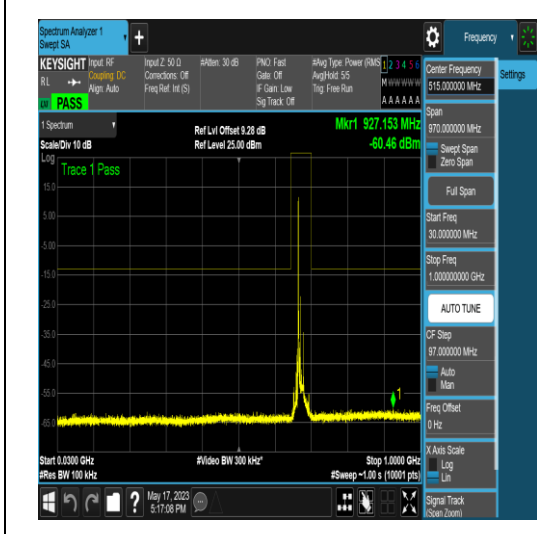 Spectrum Analyzer 1
Swept SA
Frequency
KEYSIGHT
RL
PASS
Input: RF
Coupling: DC
Align: Auto
Input Z: 50 Ω
Corrections: Off
Freq Ref: Int (S)
#Atten: 30 dB
PNO: Fast
Gate: Off
IF Gain: Low
Sig Track: Off
#Avg Type: Power (RMS
Avg|Hold: 5/5
Trig: Free Run
1 2 3 4 5 6
M W W W W W
A A A A A A
1 Spectrum
Scale/Div 10 dB
Ref Lvl Offset 9.28 dB
Ref Level 25.00 dBm
Mkr1 927.153 MHz
-60.46 dBm
Log
Trace 1 Pass
15.0
5.00
-5.00
-15.0
-25.0
-35.0
-45.0
-55.0
-65.0
1
Start 0.0300 GHz
#Res BW 100 kHz
#Video BW 300 kHz*
Stop 1.0000 GHz
#Sweep ~1.00 s (10001 pts)
?
May 17, 2023
5:17:08 PM
Settings
Center Frequency
515.000000 MHz
Span
970.000000 MHz
Swept Span
Zero Span
Full Span
Start Freq
30.000000 MHz
Stop Freq
1.000000000 GHz
AUTO TUNE
CF Step
97.000000 MHz
Auto
Man
Freq Offset
0 Hz
X Axis Scale
Log
Lin
Signal Track
(Span Zoom)